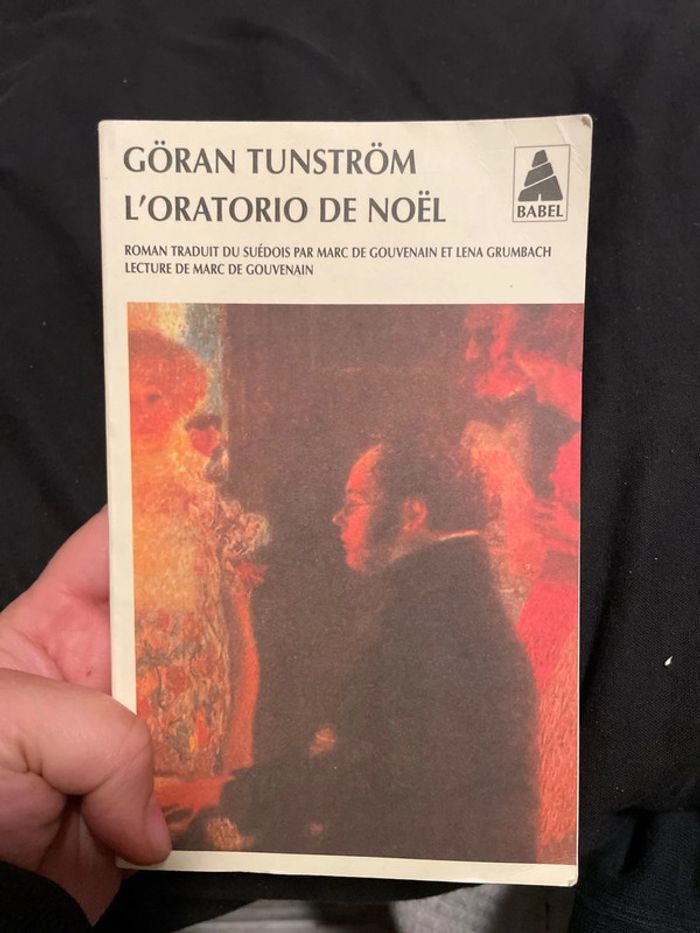 GÖRAN TUNSTRÖM
L'ORATORIO DE NOËL
BABEL
ROMAN TRADUIT DU SUÉDOIS PAR MARC DE GOUVENAIN ET LENA GRUMBACH
LECTURE DE MARC DE GOUVENAIN